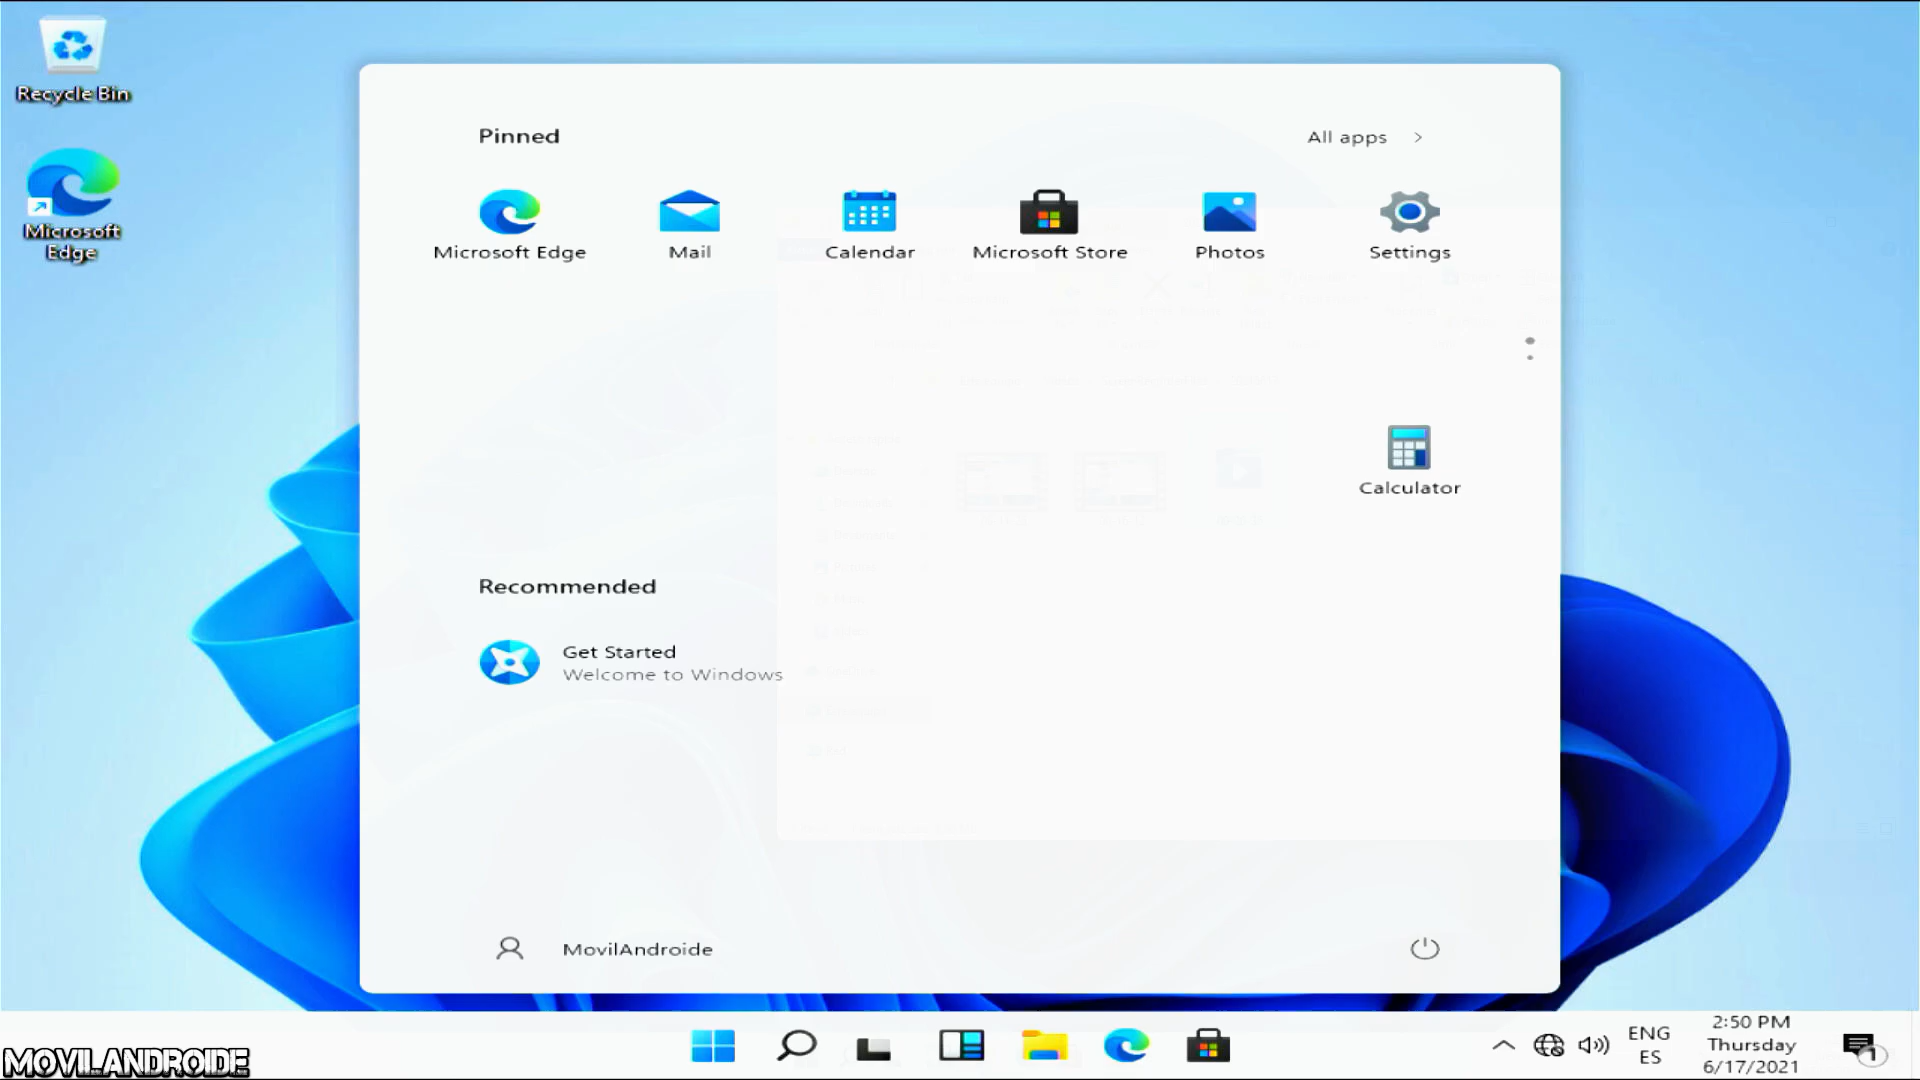 Recycle Bin
Microsoft
Edge
Pinned
All apps
Microsoft Edge
Mail
Calendar
Microsoft Store
Photos
Settings
Calculator
Recommended
Get Started
Welcome to Windows
MovilAndroide
MOVILANDROIDE
ENG
ES
2:50 PM
Thursday
6/17/2021
1